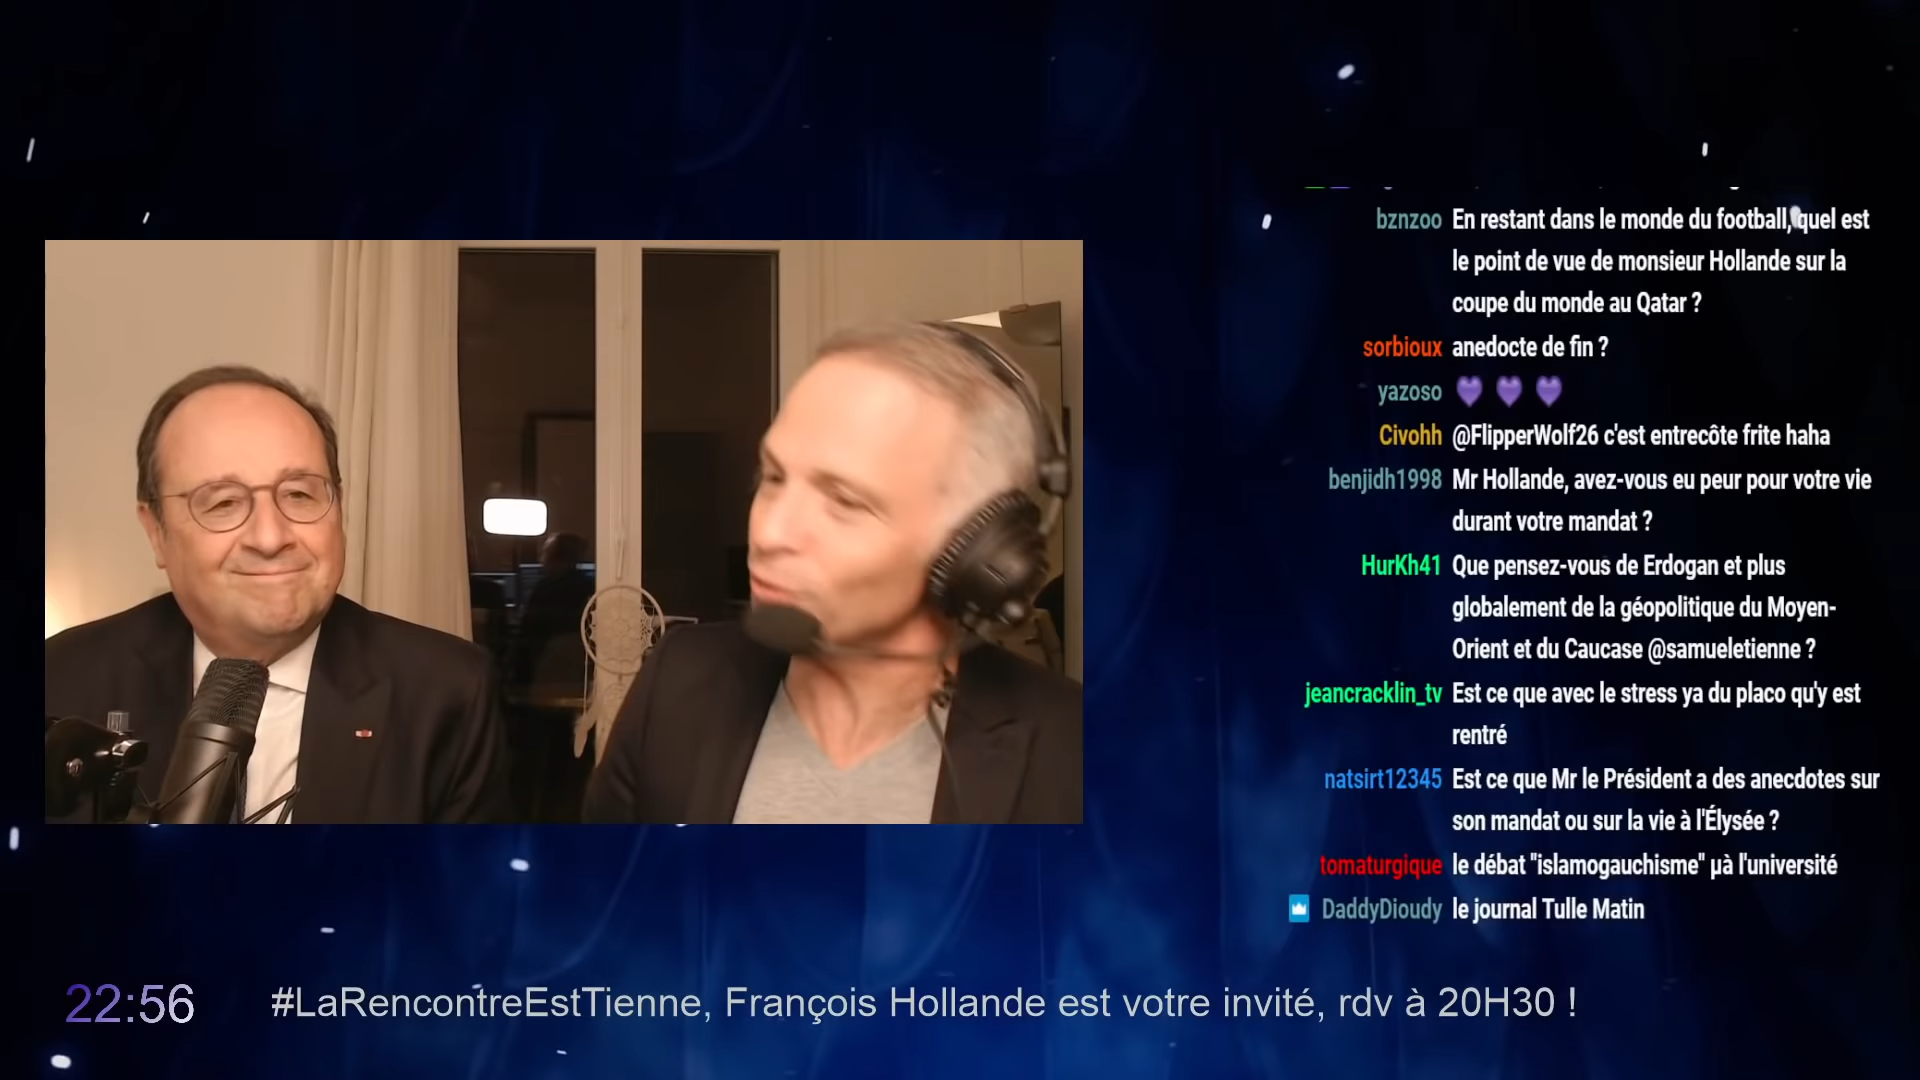 bznzoo En restant dans le monde du football, quel est
le point de vue de monsieur Hollande sur la
coupe du monde au Qatar ?
sorbioux anedocte de fin ?
yazoso
Civohh @FlipperWolf26 c'est entrecôte frite haha
benjidh1998 Mr Hollande, avez-vous eu peur pour votre vie
durant votre mandat ?
HurKh41 Que pensez-vous de Erdogan et plus
globalement de la géopolitique du Moyen-
Orient et du Caucase @samueletienne ?
jeancracklin_tv Est ce que avec le stress ya du placo qu'y est
rentré
natsirt12345 Est ce que Mr le Président a des anecdotes sur
son mandat ou sur la vie à l'Élysée ?
tomaturgique le débat "islamogauchisme" µà l'université
DaddyDioudy le journal Tulle Matin
22:56 #LaRencontreEstTienne, François Hollande est votre invité, rdv à 20H30 !